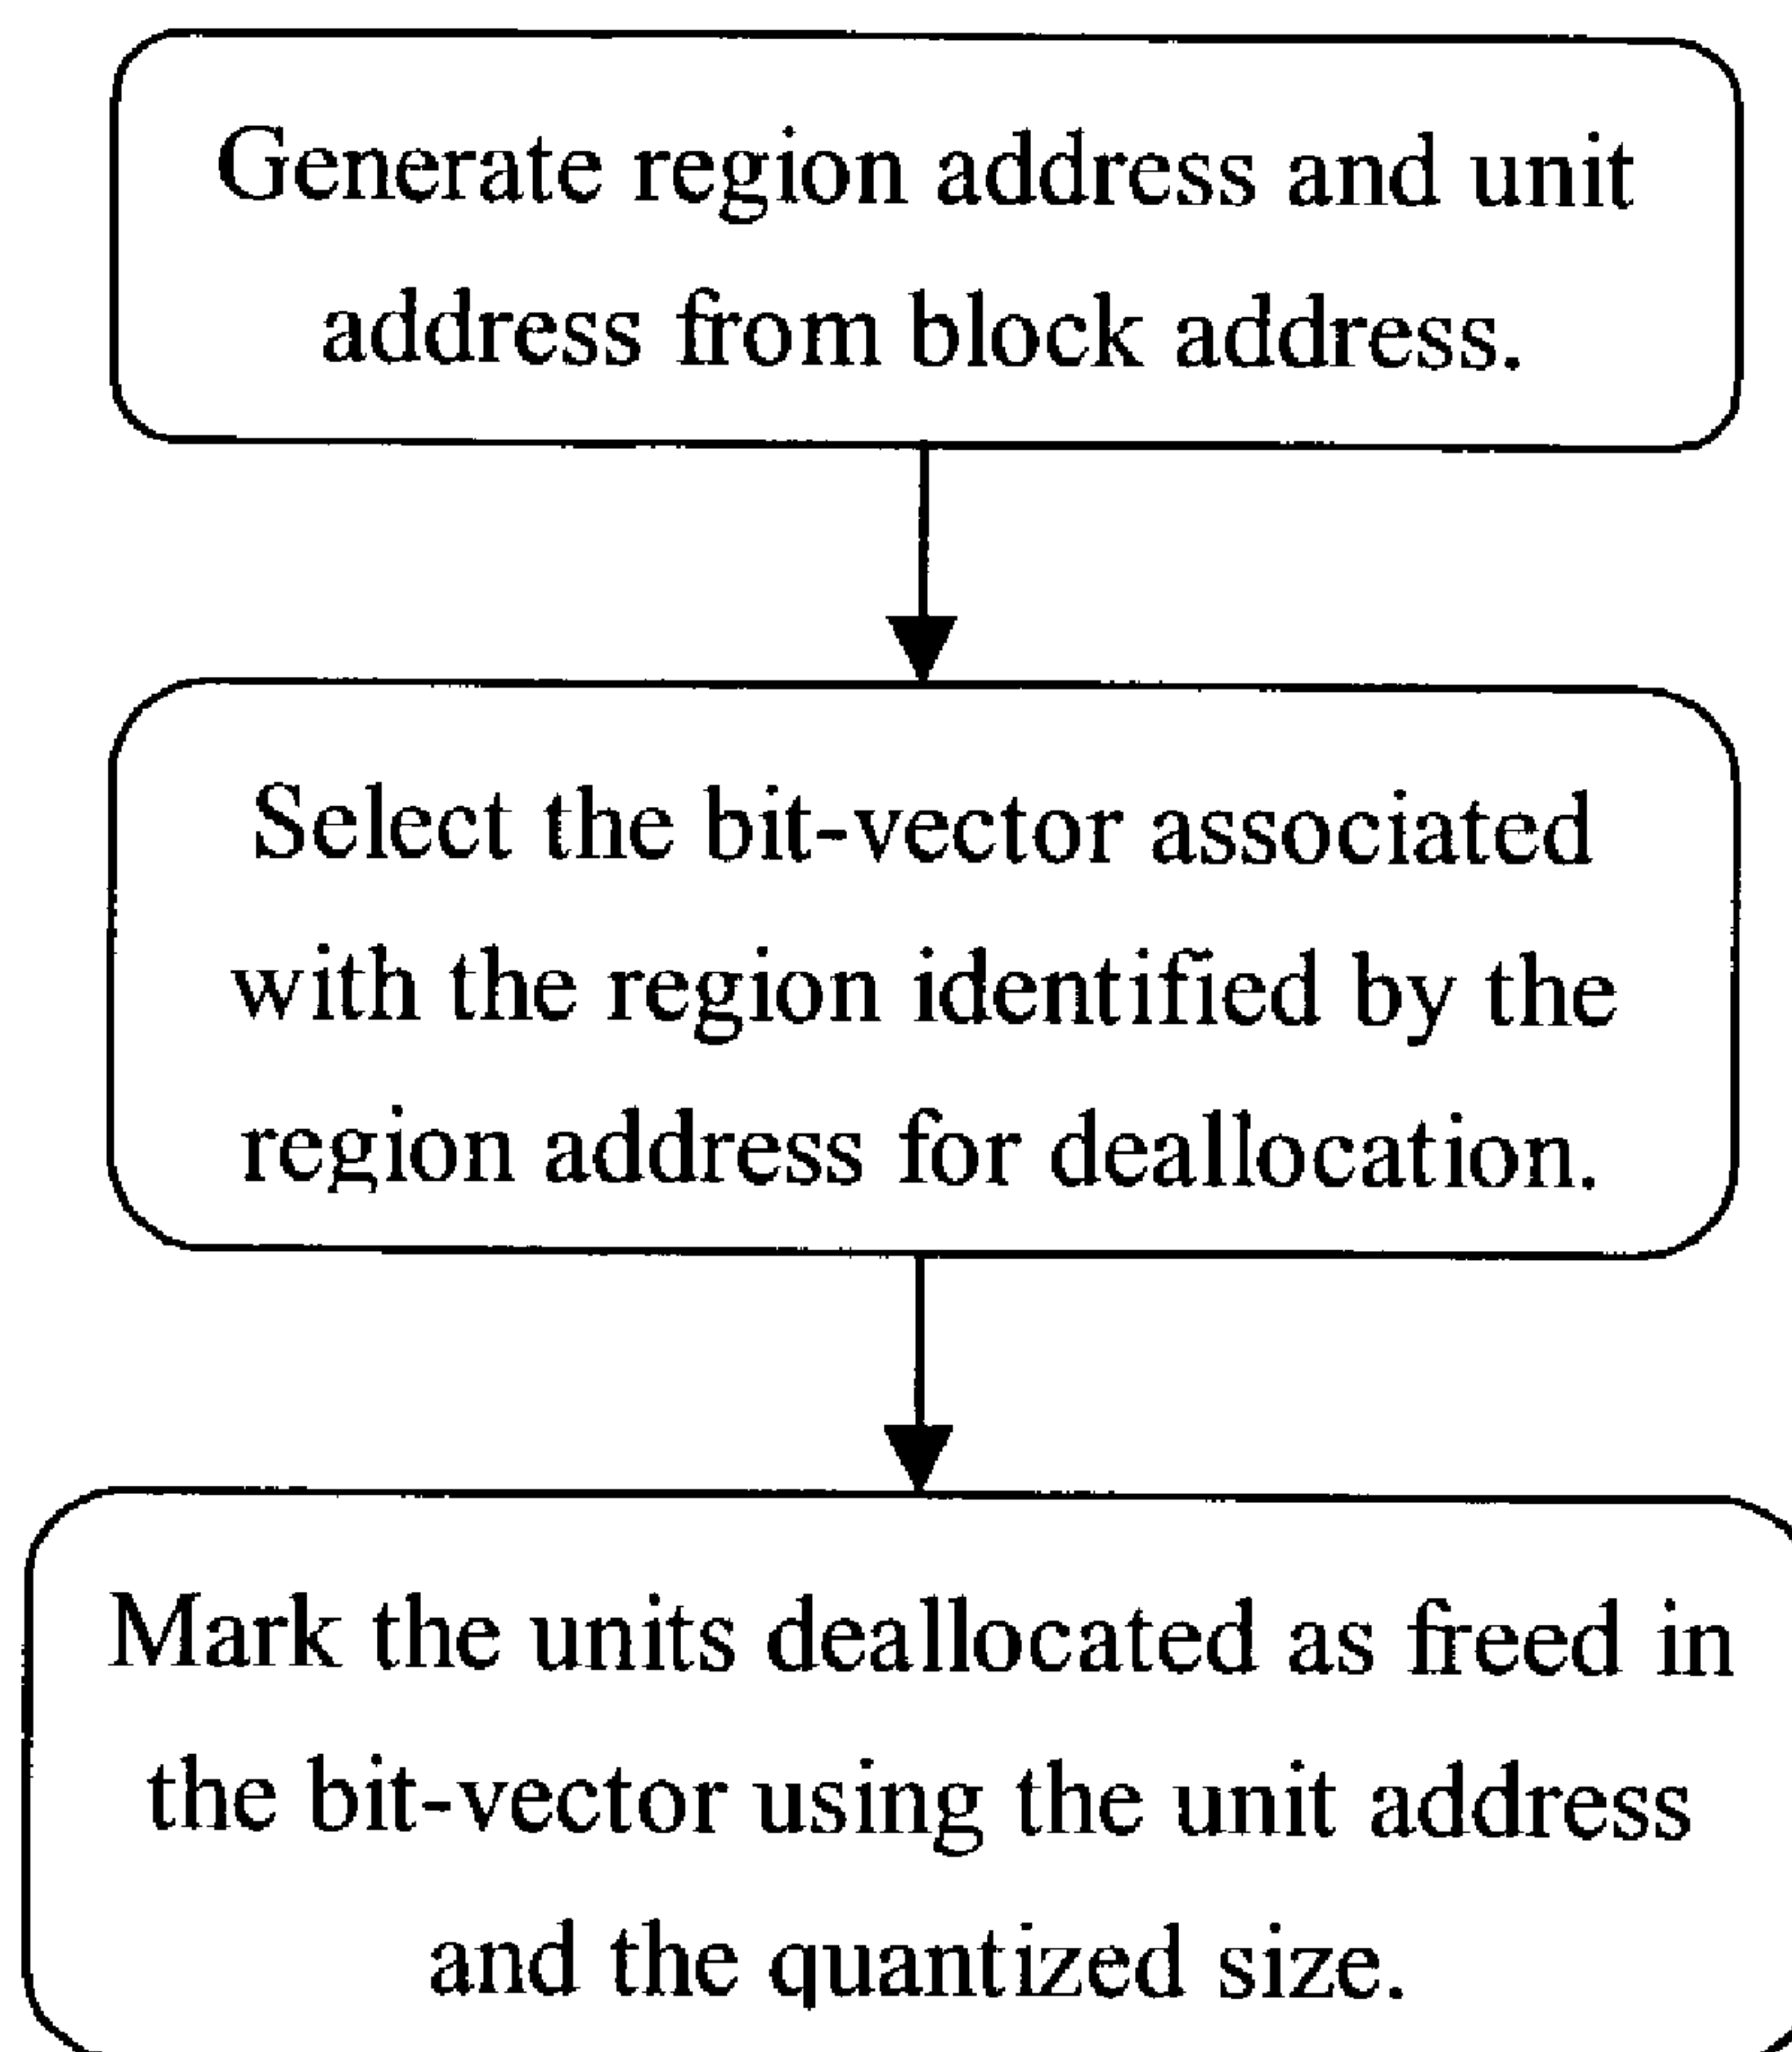 Generate region address and unit
address from block address.
Select the bit-vector associated
with the region identified by the
region address for deallocation.
Mark the units deallocated as freed in
the bit-vector using the unit address
and the quantized size.